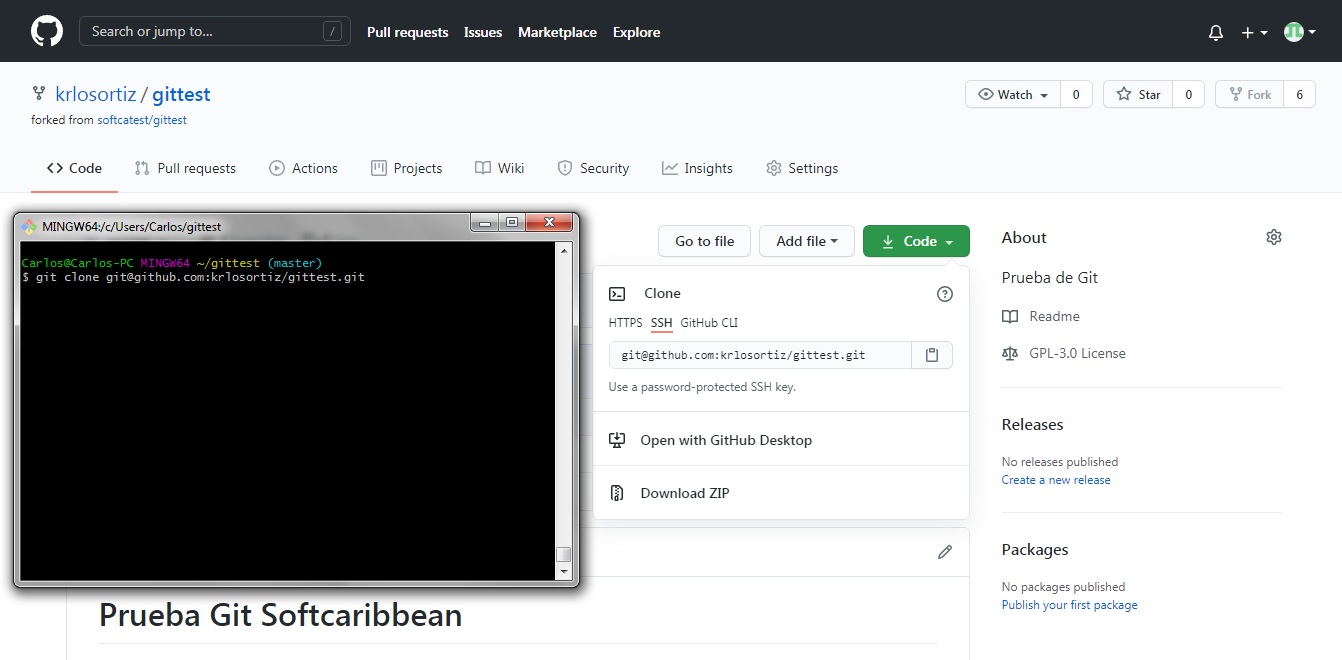 Search or jump to... /
Pull requests Issues Marketplace Explore
krlosortiz / gittest
forked from softcatest/gittest
Watch 0 Star 0 Fork 6
Code Pull requests Actions Projects Wiki Security Insights Settings
MINGW64:/c/Users/Carlos/gittest
Carlos@Carlos-PC MINGW64 ~/gittest (master)
$ git clone git@github.com:krlosortiz/gittest.git
Go to file Add file Code
Clone
HTTPS SSH GitHub CLI
git@github.com:krlosortiz/gittest.git
Use a password-protected SSH key.
Open with GitHub Desktop
Download ZIP
About
Prueba de Git
Readme
GPL-3.0 License
Releases
No releases published
Create a new release
Packages
No packages published
Publish your first package
Prueba Git Softcaribbean